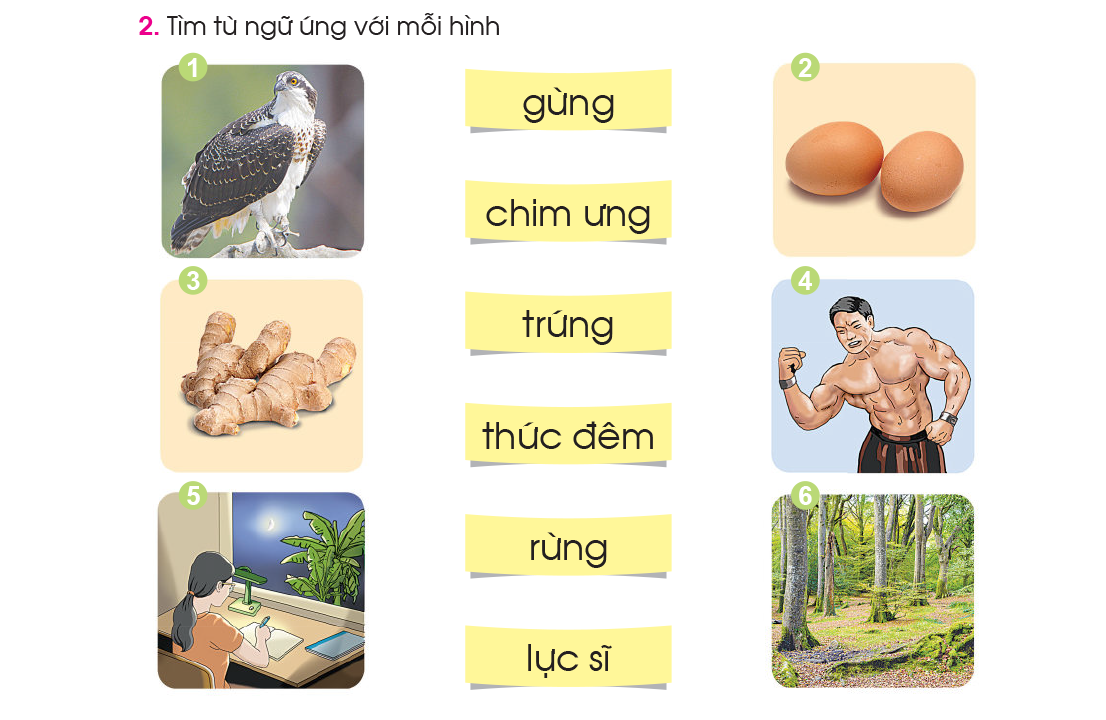 2. Tìm từ ngữ ứng với mỗi hình
1
gừng
2
chim ưng
3
trứng
4
thức đêm
5
rừng
6
lực sĩ